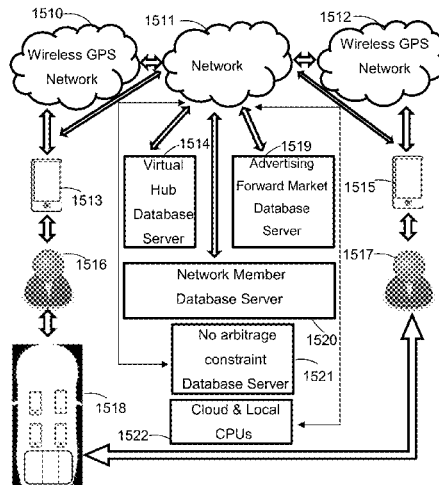 1510
1511
1512
Wireless GPS
Network
Network
Wireless GPS
Network
1514
1519
Virtual
Hub
Database
Server
Advertising
Forward Market
Database
Server
1513
1515
1516
1517
Network Member
Database Server
1520
No arbitrage
constraint
Database Server
1521
1518
Cloud & Local
CPUs
1522